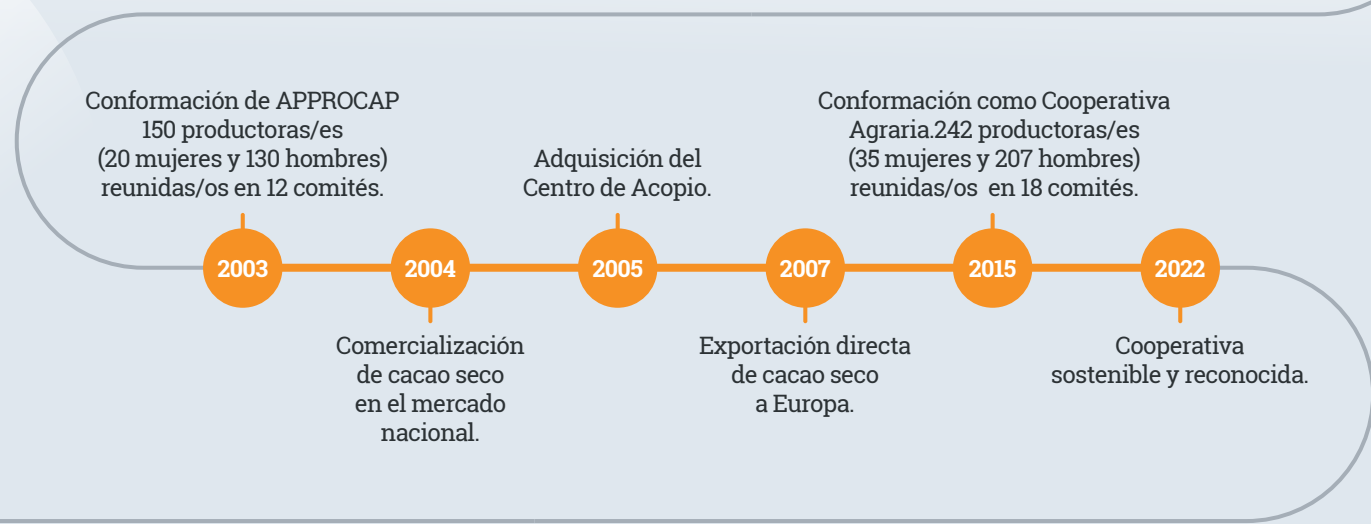 Conformación de APPROCAP
150 productoras/es
(20 mujeres y 130 hombres)
reunidas/os en 12 comités.
Adquisición del
Centro de Acopio.
Conformación como Cooperativa
Agraria.242 productoras/es
(35 mujeres y 207 hombres)
reunidas/os en 18 comités.
2003
2004
2005
2007
2015
2022
Comercialización
de cacao seco
en el mercado
nacional.
Exportación directa
de cacao seco
a Europa.
Cooperativa
sostenible y reconocida.